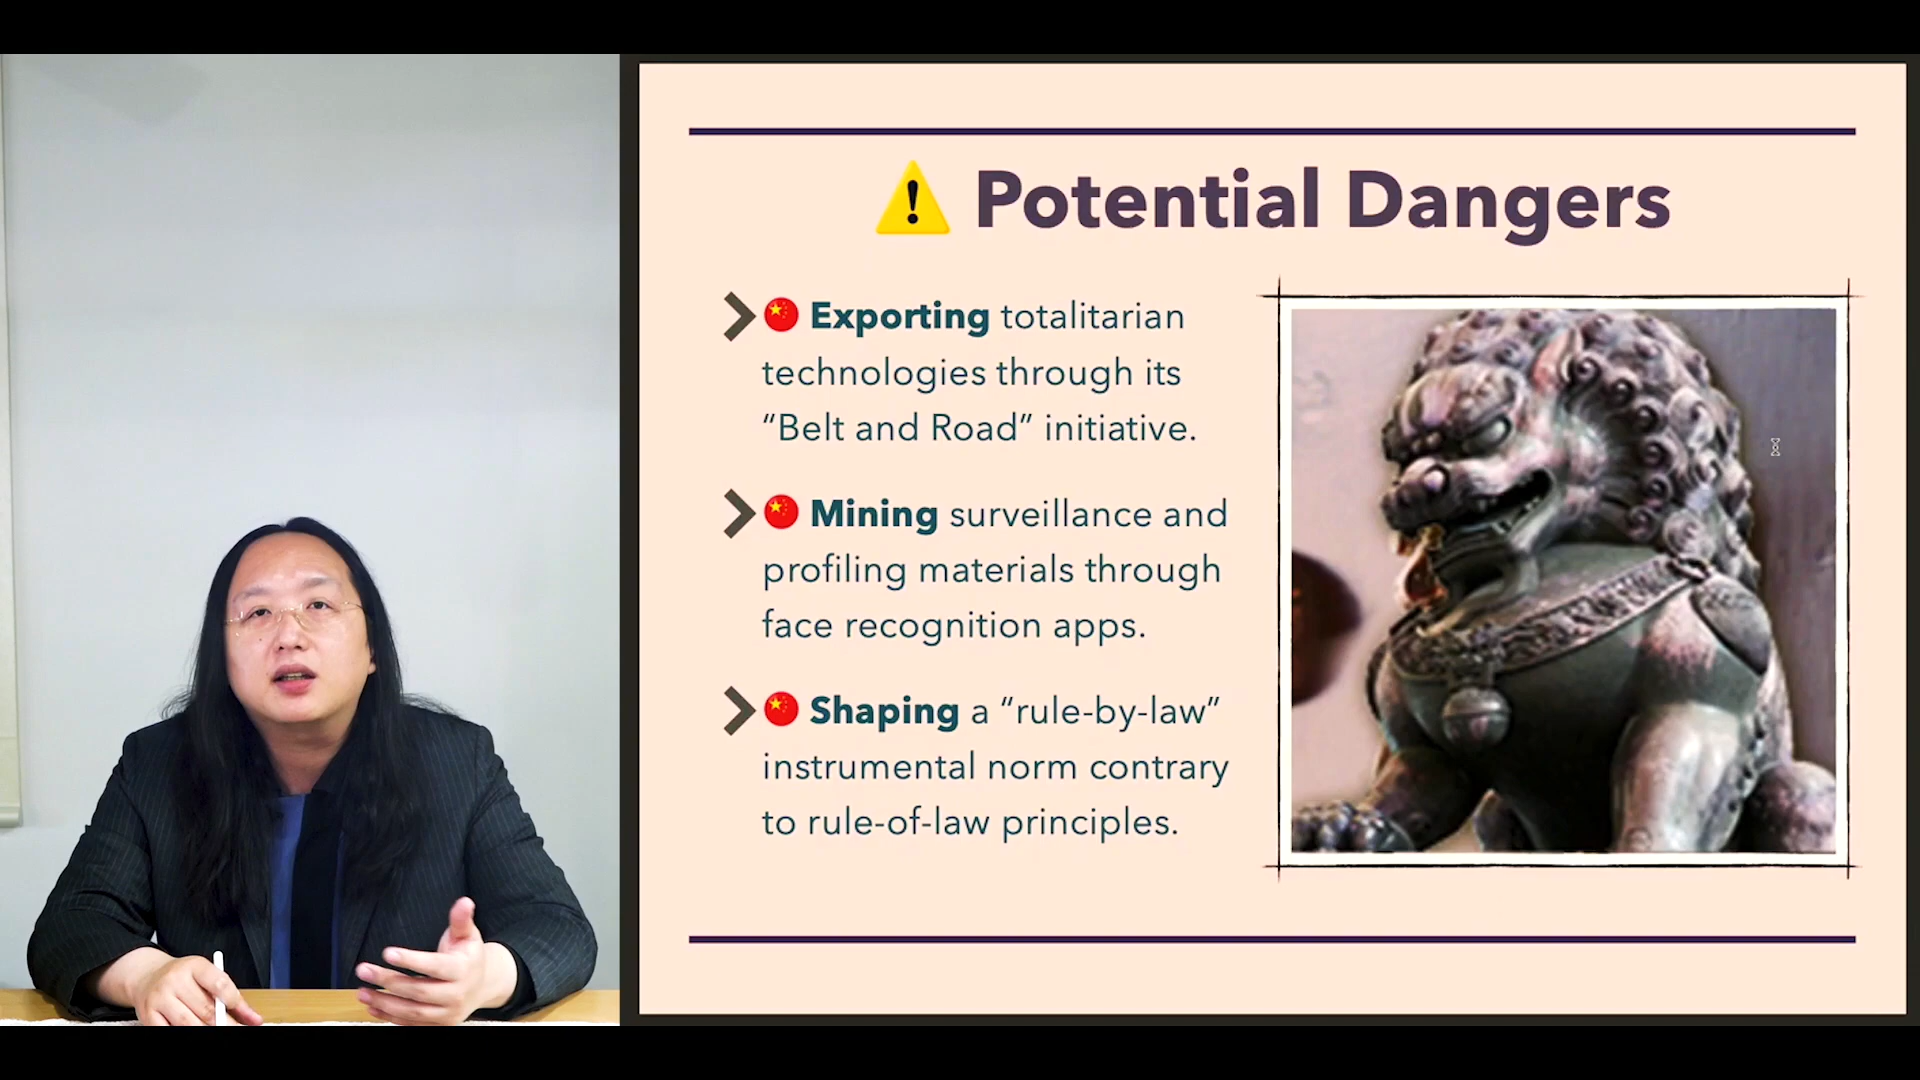 ⚠️ Potential Dangers
🇨🇳 Exporting totalitarian
technologies through its
“Belt and Road” initiative.
🇨🇳 Mining surveillance and
profiling materials through
face recognition apps.
🇨🇳 Shaping a “rule-by-law”
instrumental norm contrary
to rule-of-law principles.